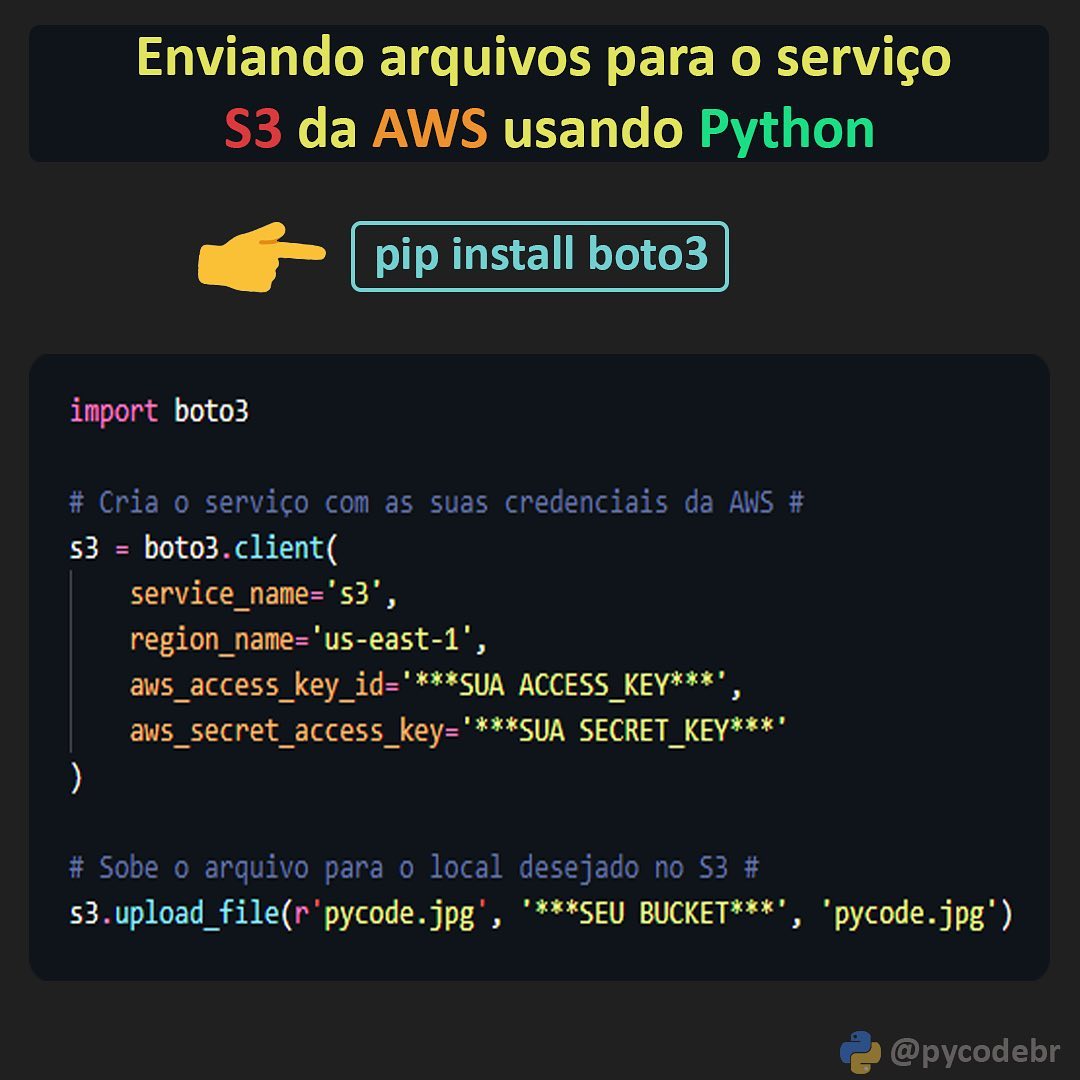 Enviando arquivos para o serviço
S3 da AWS usando Python
pip install boto3
import boto3
# Cria o serviço com as suas credenciais da AWS #
s3 = boto3.client(
    service_name='s3',
    region_name='us-east-1',
    aws_access_key_id='***SUA ACCESS_KEY***',
    aws_secret_access_key='***SUA SECRET_KEY***'
)
# Sobe o arquivo para o local desejado no S3 #
s3.upload_file(r'pycode.jpg', '***SEU BUCKET***', 'pycode.jpg')
@pycodebr